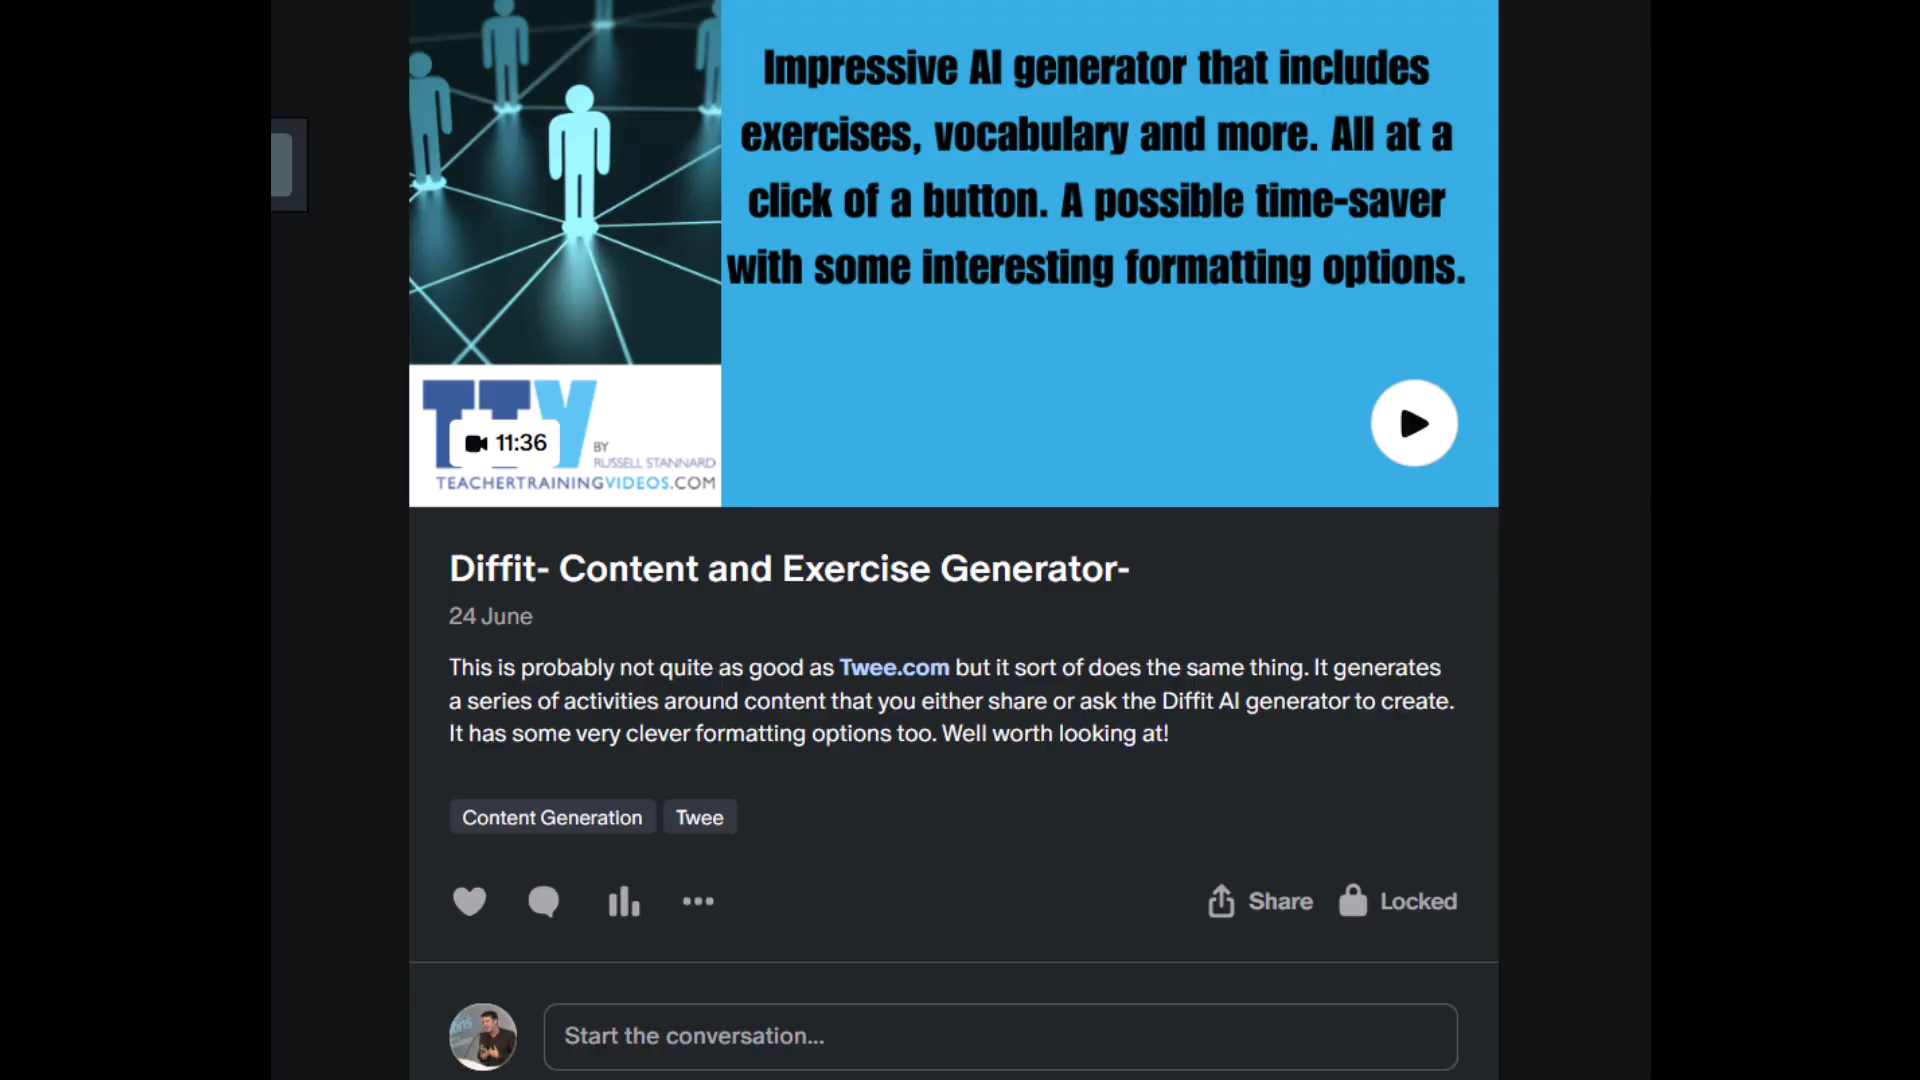 Impressive AI generator that includes
exercises, vocabulary and more. All at a
click of a button. A possible time-saver
with some interesting formatting options.
TTV
11:36
BY
RUSSELL STANNARD
TEACHERTRAININGVIDEOS.COM
Diffit- Content and Exercise Generator-
24 June
This is probably not quite as good as Twee.com but it sort of does the same thing. It generates
a series of activities around content that you either share or ask the Diffit AI generator to create.
It has some very clever formatting options too. Well worth looking at!
Content Generation Twee
Share Locked
Start the conversation...